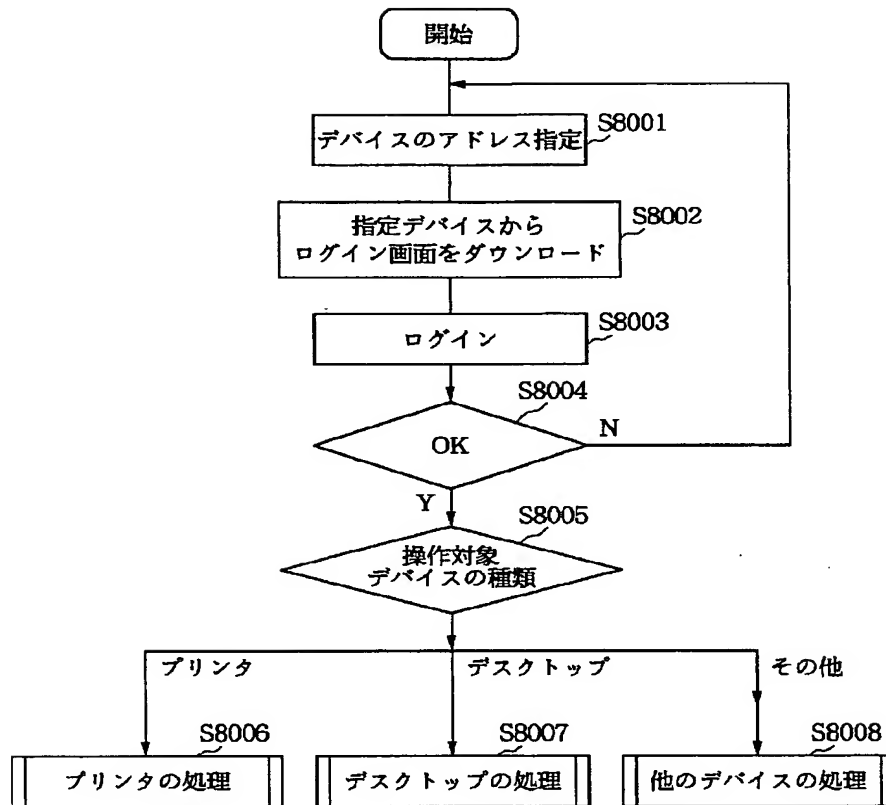 開始
S8001
デバイスのアドレス指定
S8002
指定デバイスから
ログイン画面をダウンロード
S8003
ログイン
S8004
OK
N
Y
S8005
操作対象
デバイスの種類
プリンタ
デスクトップ
その他
S8006
S8007
S8008
プリンタの処理
デスクトップの処理
他のデバイスの処理